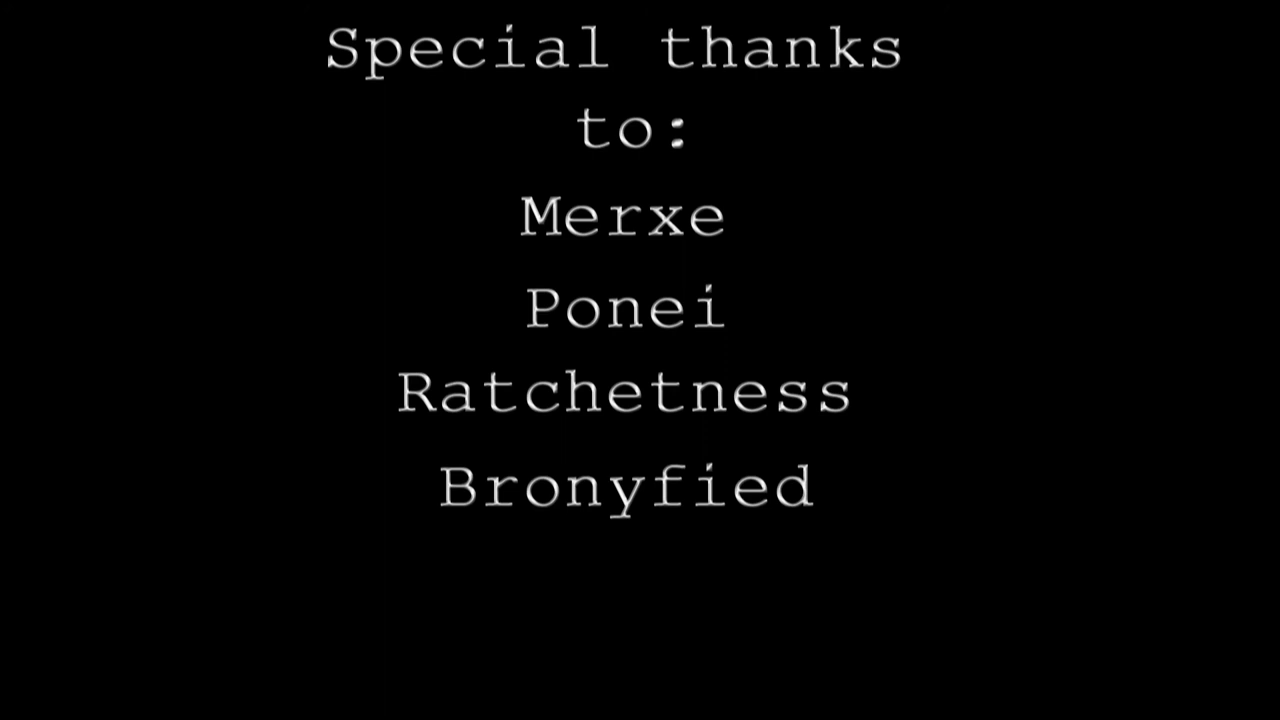 Special thanks
to:
Merxe
Ponei
Ratchetness
Bronyfied